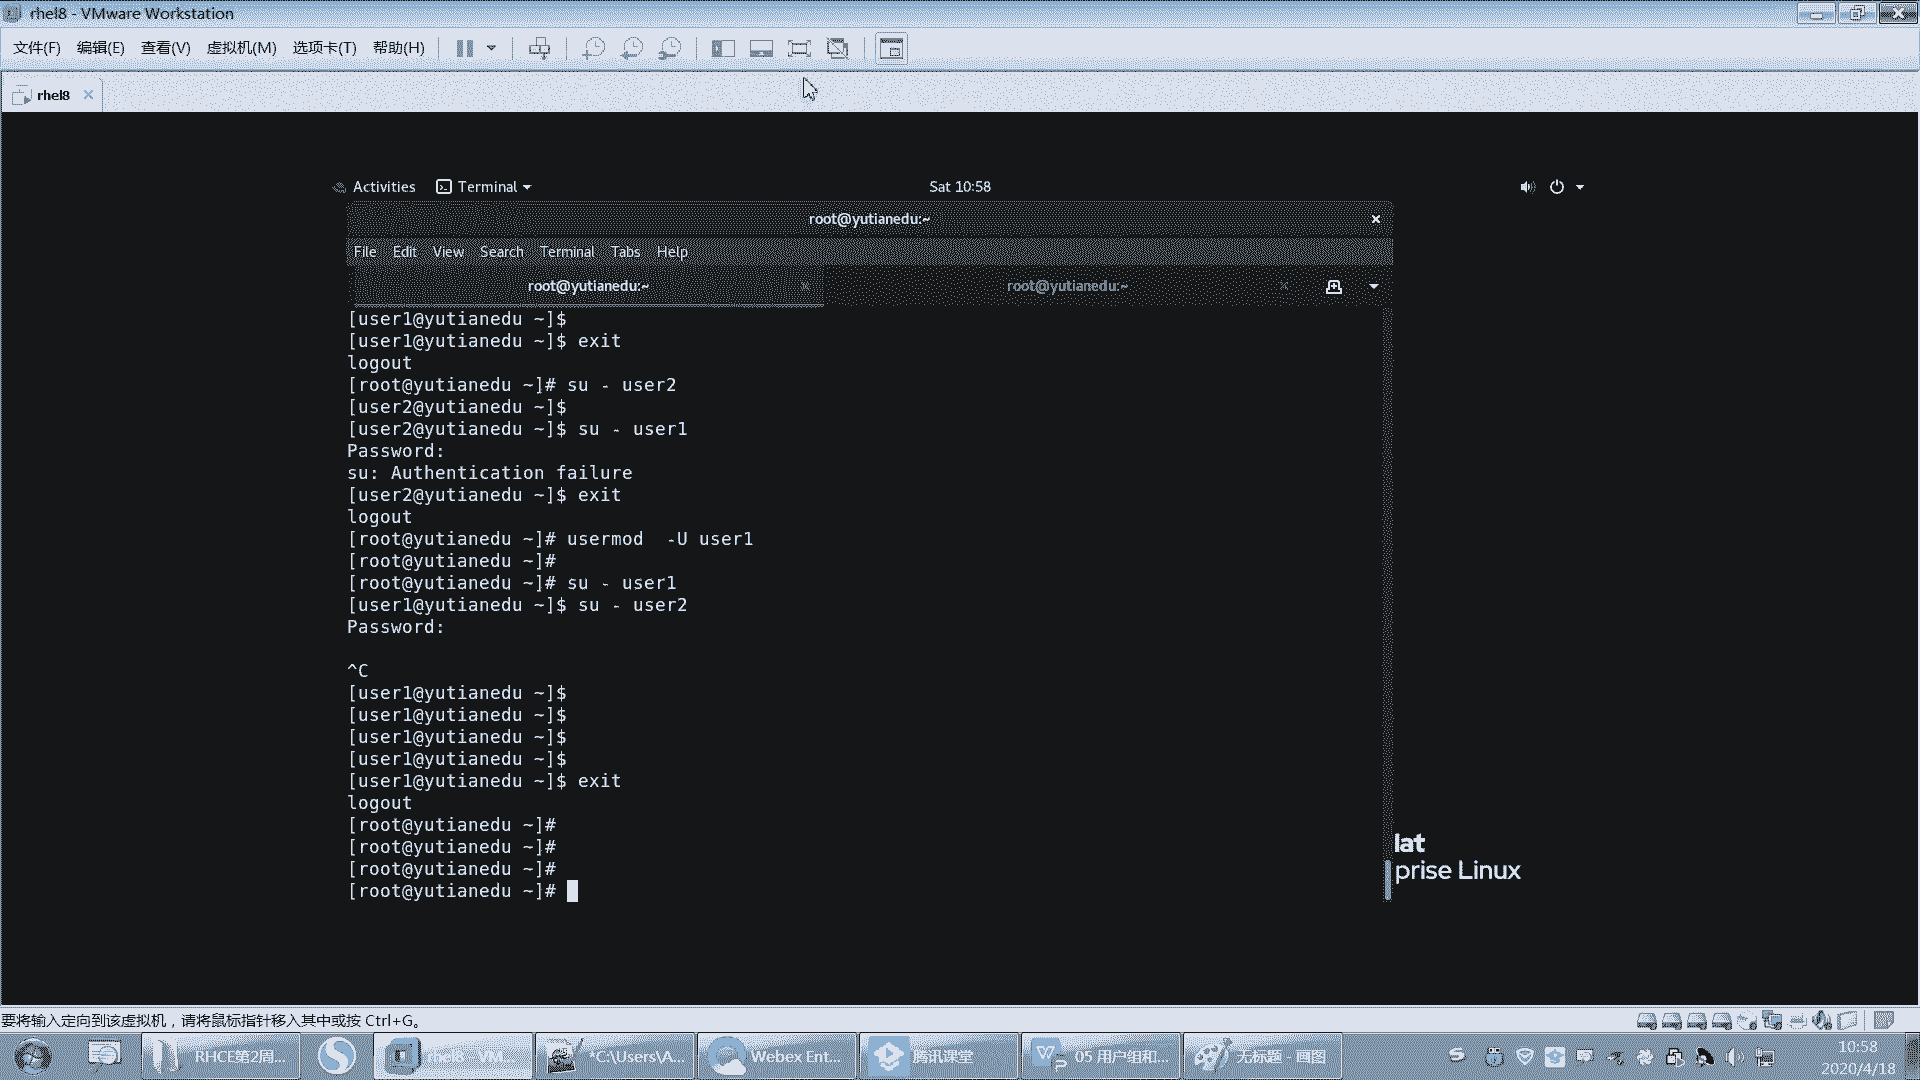 rhel8 - VMware Workstation
文件(F) 编辑(E) 查看(V) 虚拟机(M) 选项卡(T) 帮助(H)
rhel8
Activities Terminal Sat 10:58
root@yutianedu:~
File Edit View Search Terminal Tabs Help
root@yutianedu:~ root@yutianedu:~
[user1@yutianedu ~]$
[user1@yutianedu ~]$ exit
logout
[root@yutianedu ~]# su - user2
[user2@yutianedu ~]$
[user2@yutianedu ~]$ su - user1
Password:
su: Authentication failure
[user2@yutianedu ~]$ exit
logout
[root@yutianedu ~]# usermod  -U user1
[root@yutianedu ~]#
[root@yutianedu ~]# su - user1
[user1@yutianedu ~]$ su - user2
Password:
^C
[user1@yutianedu ~]$
[user1@yutianedu ~]$
[user1@yutianedu ~]$
[user1@yutianedu ~]$
[user1@yutianedu ~]$ exit
logout
[root@yutianedu ~]#
[root@yutianedu ~]#
[root@yutianedu ~]#
[root@yutianedu ~]#
lat
prise Linux
要将输入定向到该虚拟机，请将鼠标指针移入其中或按 Ctrl+G。
RHCE第2周... rhel8 - VM... *C:\Users\A... Webex Ent... 腾讯课堂 05 用户组和... 无标题 - 画图
10:58
2020/4/18